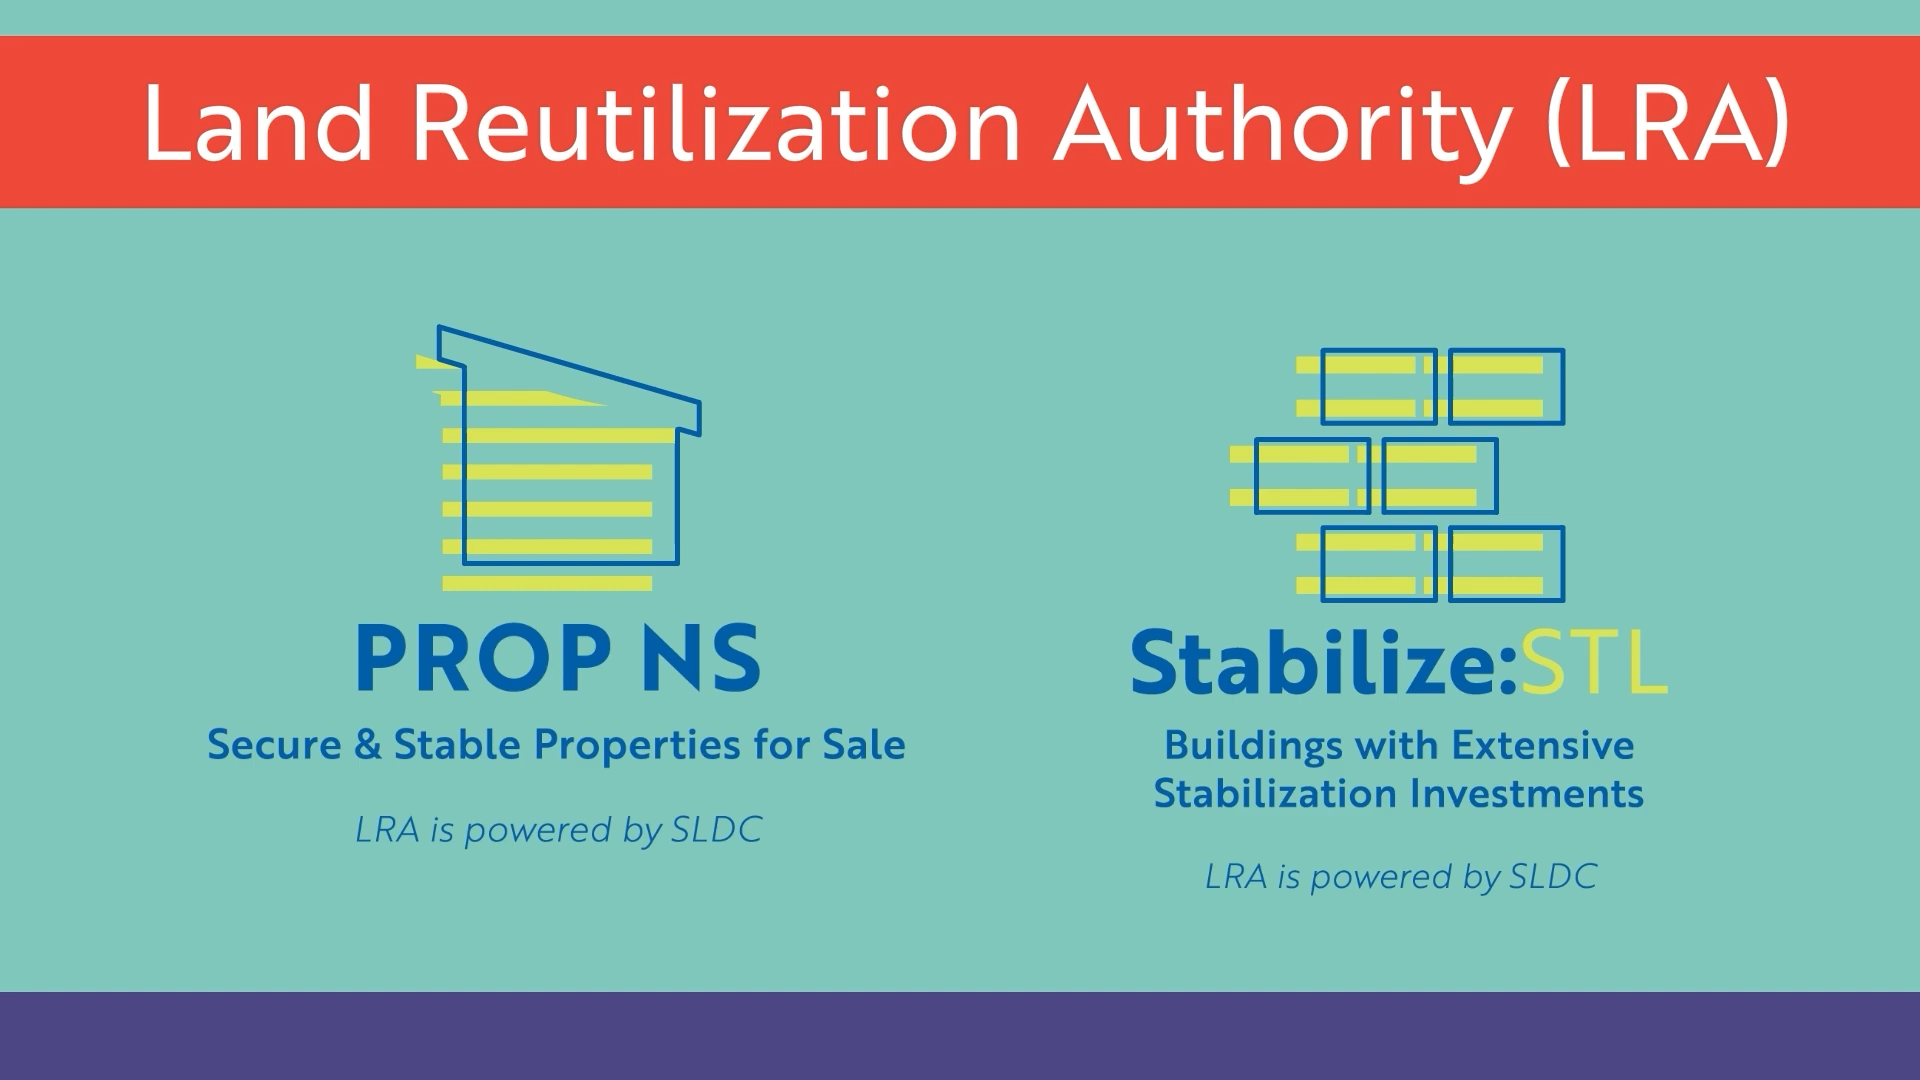 Land Reutilization Authority (LRA)
PROP NS
Secure & Stable Properties for Sale
LRA is powered by SLDC
Stabilize:STL
Buildings with Extensive
Stabilization Investments
LRA is powered by SLDC